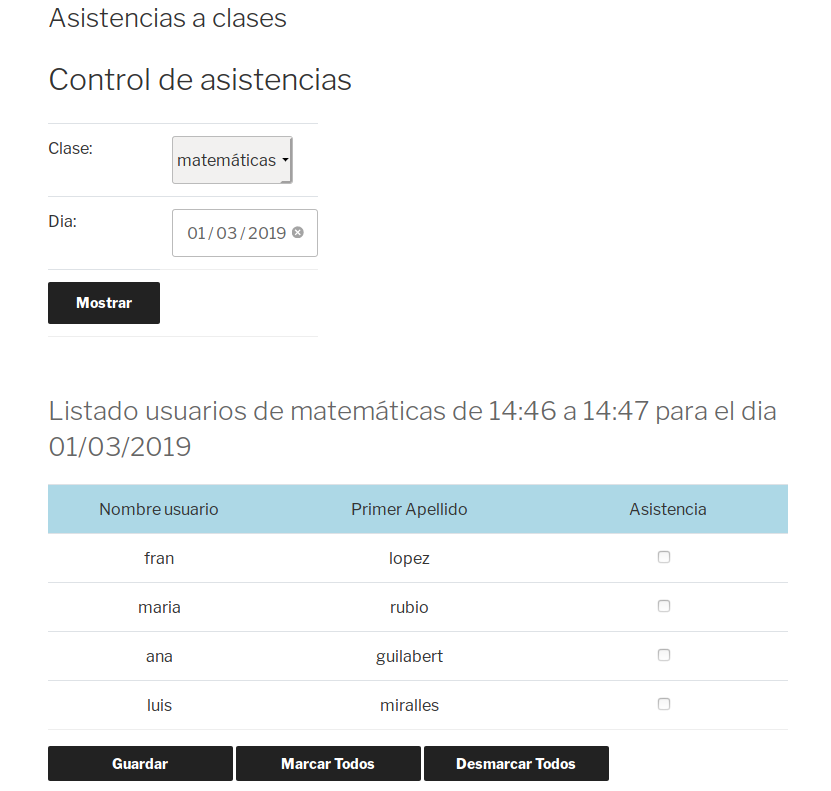 Asistencias a clases
Control de asistencias
Clase: matemáticas
Dia: 01/03/2019
Mostrar
Listado usuarios de matemáticas de 14:46 a 14:47 para el dia
01/03/2019
Nombre usuario Primer Apellido Asistencia
fran lopez
maria rubio
ana guilabert
luis miralles
Guardar Marcar Todos Desmarcar Todos